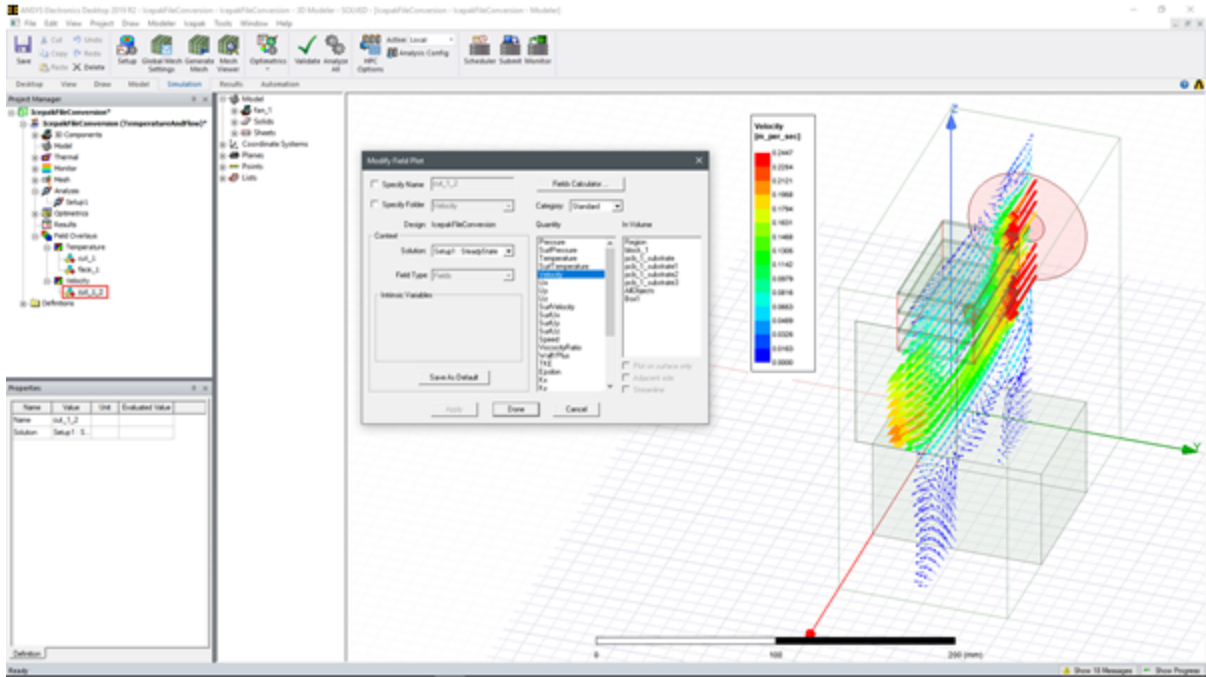 ANSYS Electronics Desktop 2019 R2 - IcepakFileConversion - IcepakFileConversion - 3D Modeler - SOLVED - [IcepakFileConversion - IcepakFileConversion - Modeler]
File Edit View Project Draw Modeler Icepak Tools Window Help
Save
Cut
Copy
Paste
Undo
Redo
Delete
Setup
Global Mesh Settings
Generate Mesh
Mesh Viewer
Optimetrics
Validate
Analyze All
HPC Options
Active: Local
Analysis Config
Scheduler
Submit
Monitor
Desktop View Draw Model Simulation Results Automation
Project Manager
IcepakFileConversion*
IcepakFileConversion (TemperatureAndFlow)*
3D Components
Model
Thermal
Monitor
Mesh
Analysis
Setup1
Optimetrics
Results
Field Overlays
Temperature
cut_1
face_1
Velocity
cut_1_2
Definitions
Model
Fan_1
Solids
Sheets
Coordinate Systems
Planes
Points
Lists
Properties
Name Value Unit Evaluated Value
Name cut_1_2
Solution Setup1 : S...
Definition
Ready
Modify Field Plot
Specify Name cut_1_2
Fields Calculator ...
Specify Folder Velocity
Category: Standard
Design: IcepakFileConversion
Quantity
In Volume
Context
Solution: Setup1 : SteadyState
Field Type: Fields
Intrinsic Variables
Save As Default
Pressure
SurfPressure
Temperature
SurfTemperature
Velocity
Ux
Uy
Uz
SurfVelocity
SurfUx
SurfUy
SurfUz
Speed
ViscosityRatio
WallYPlus
TKE
Epsilon
Kx
Ky
Region
block_1
pcb_1_substrate
pcb_1_substrate1
pcb_1_substrate2
pcb_1_substrate3
AllObjects
Box1
Plot on surface only
Adjacent side
Streamline
Apply
Done
Cancel
Velocity
[m_per_sec]
0.2447
0.2284
0.2121
0.1958
0.1794
0.1631
0.1468
0.1305
0.1142
0.0979
0.0816
0.0653
0.0489
0.0326
0.0163
0.0000
Z
Y
0 100 200 (mm)
Show 18 Messages
Show Progress